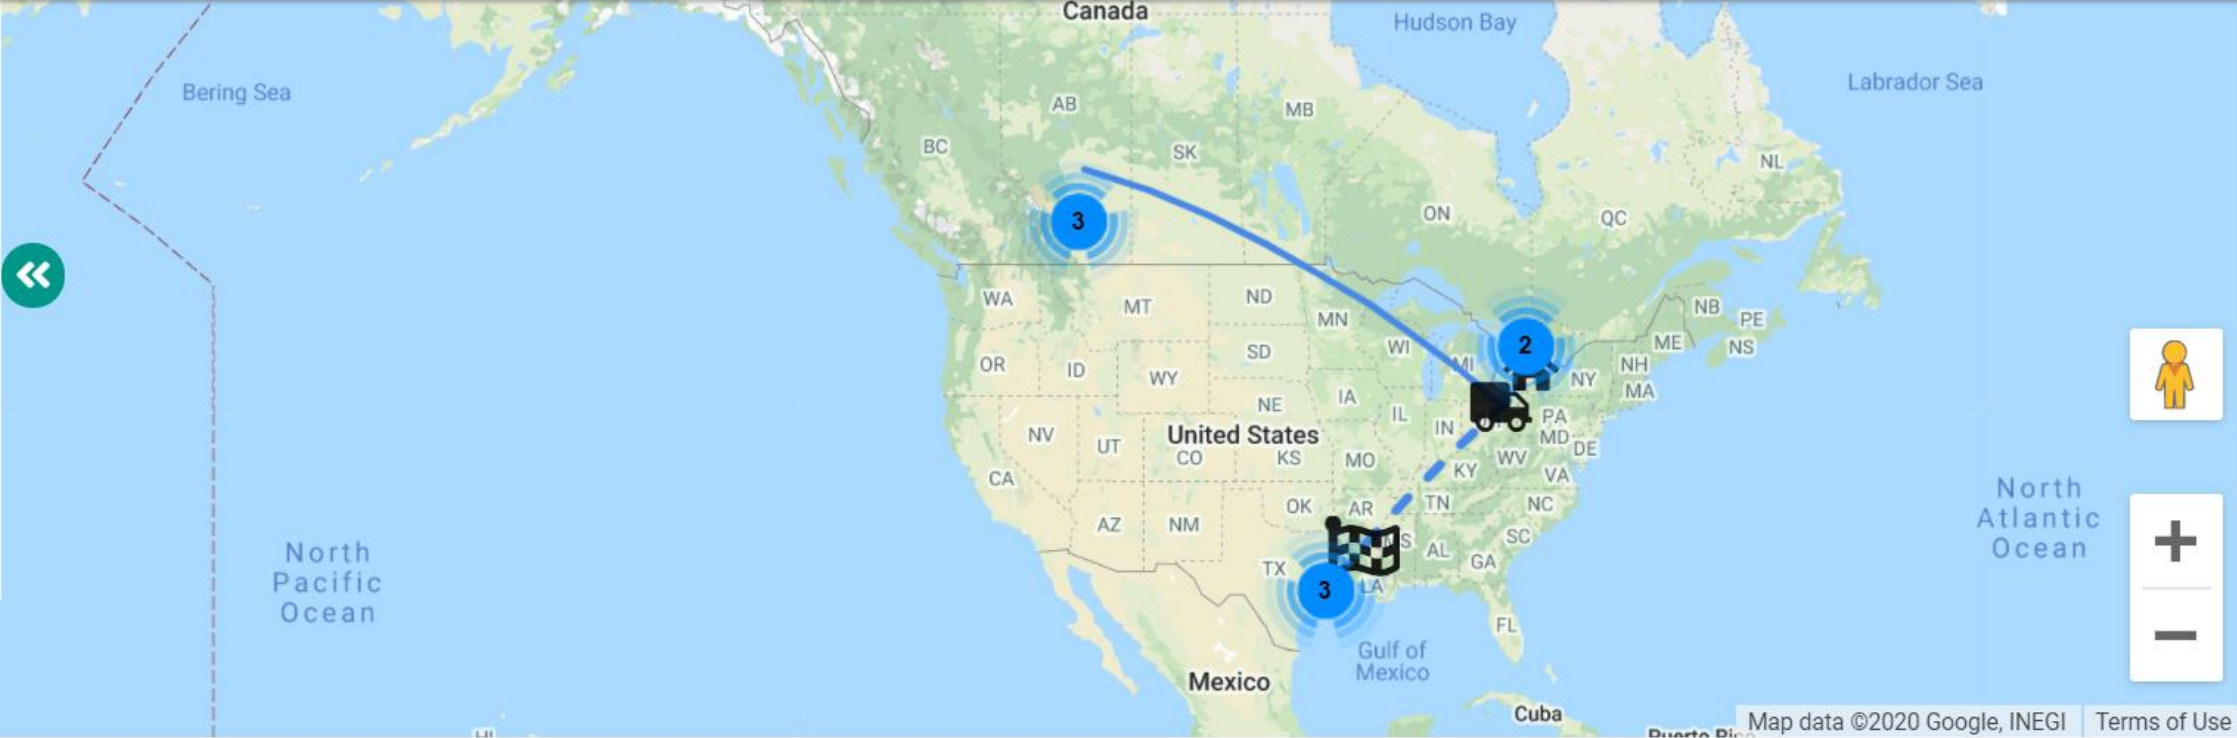 Canada
Hudson Bay
Bering Sea
Labrador Sea
AB
MB
BC
SK
NL
3
ON
QC
WA
MT
ND
MN
NB
PE
2
ME
NS
OR
ID
WY
SD
WI
MI
NY
NH
MA
NE
IA
IL
IN
PA
MD
DE
NV
UT
United States
CO
KS
MO
KY
WV
VA
CA
AZ
NM
OK
AR
TN
NC
SC
MS
AL
GA
TX
3
LA
FL
North
Pacific
Ocean
North
Atlantic
Ocean
Gulf of
Mexico
Mexico
Cuba
HI
Map data ©2020 Google, INEGI
Terms of Use